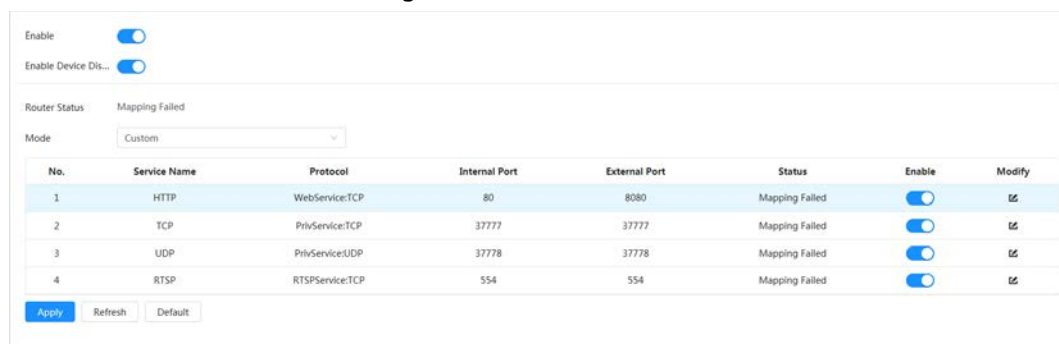 Enable
Enable Device Dis...
Router Status Mapping Failed
Mode Custom
No. Service Name Protocol Internal Port External Port Status Enable Modify
1 HTTP WebService:TCP 80 8080 Mapping Failed
2 TCP PrivService:TCP 37777 37777 Mapping Failed
3 UDP PrivService:UDP 37778 37778 Mapping Failed
4 RTSP RTSPService:TCP 554 554 Mapping Failed
Apply Refresh Default